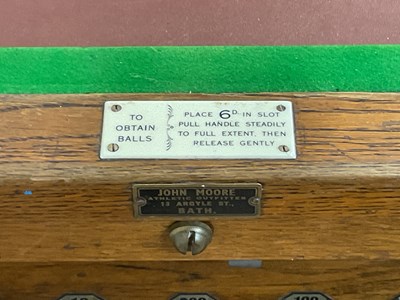 TO
OBTAIN
BALLS
PLACE 6D IN SLOT
PULL HANDLE STEADILY
TO FULL EXTENT, THEN
RELEASE GENTLY
JOHN MOORE
ATHLETIC OUTFITTER
13 ARGYLE ST.,
BATH.